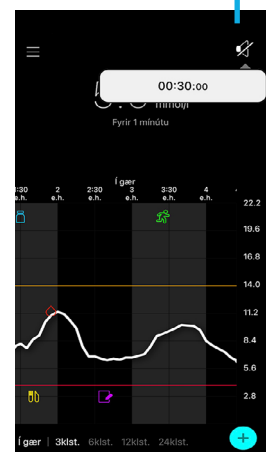 00:30:00
mmol/l
Fyrir 1 mínútu
Í gær
:30 2 2:30 3 3:30 4
e.h. e.h. e.h. e.h. e.h. e.h.
22.2
19.6
16.8
14.0
11.2
8.4
5.6
2.8
Í gær | 3klst. 6klst. 12klst. 24klst.
+